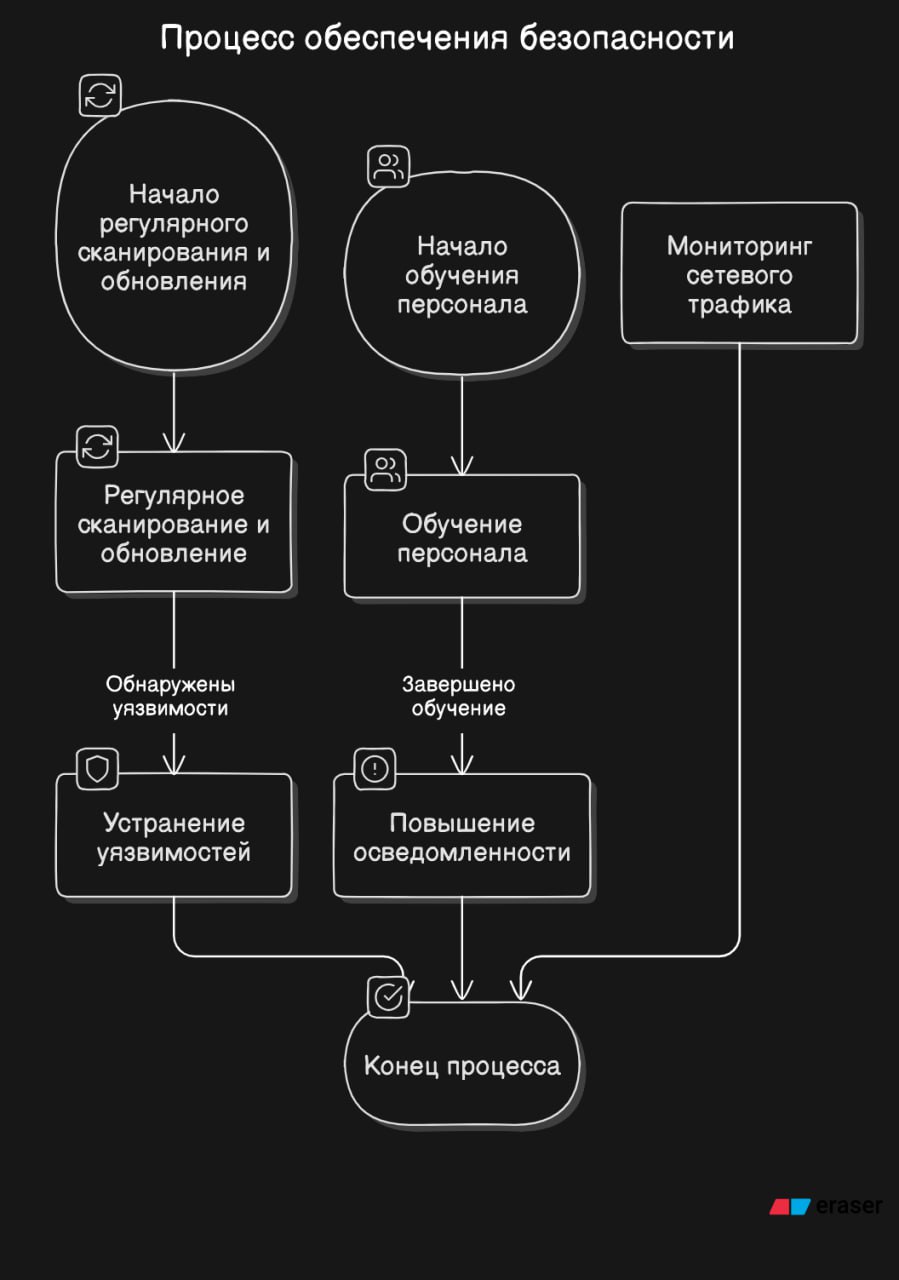 Процесс обеспечения безопасности
Начало
регулярного
сканирования и
обновления
Начало
обучения
персонала
Мониторинг
сетевого
трафика
Регулярное
сканирование и
обновление
Обучение
персонала
Обнаружены
уязвимости
Завершено
обучение
Устранение
уязвимостей
Повышение
осведомленности
Конец процесса
eraser